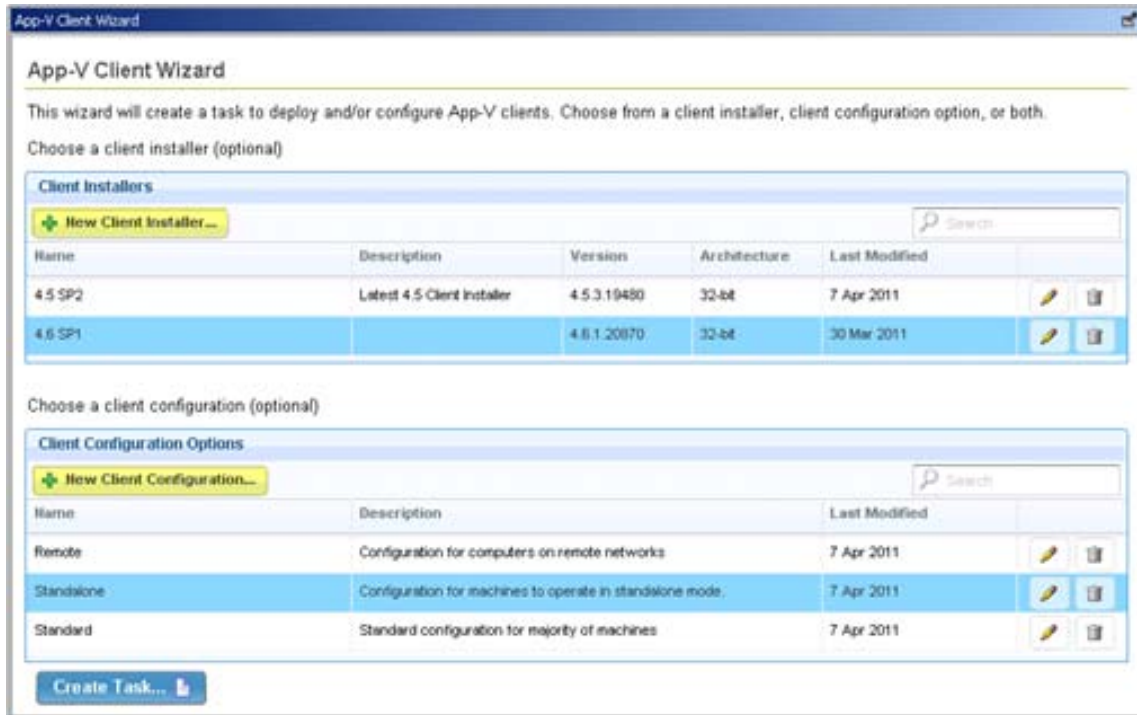 App-V Client Wizard
App-V Client Wizard
This wizard will create a task to deploy and/or configure App-V clients. Choose from a client installer, client configuration option, or both.
Choose a client installer (optional)
Client Installers
New Client Installer...
Search
Name Description Version Architecture Last Modified
4.5 SP2 Latest 4.5 Client Installer 4.5.3.19480 32-bit 7 Apr 2011
4.6 SP1 4.6.1.20870 32-bit 30 Mar 2011
Choose a client configuration (optional)
Client Configuration Options
New Client Configuration...
Search
Name Description Last Modified
Remote Configuration for computers on remote networks 7 Apr 2011
Standalone Configuration for machines to operate in standalone mode. 7 Apr 2011
Standard Standard configuration for majority of machines 7 Apr 2011
Create Task...